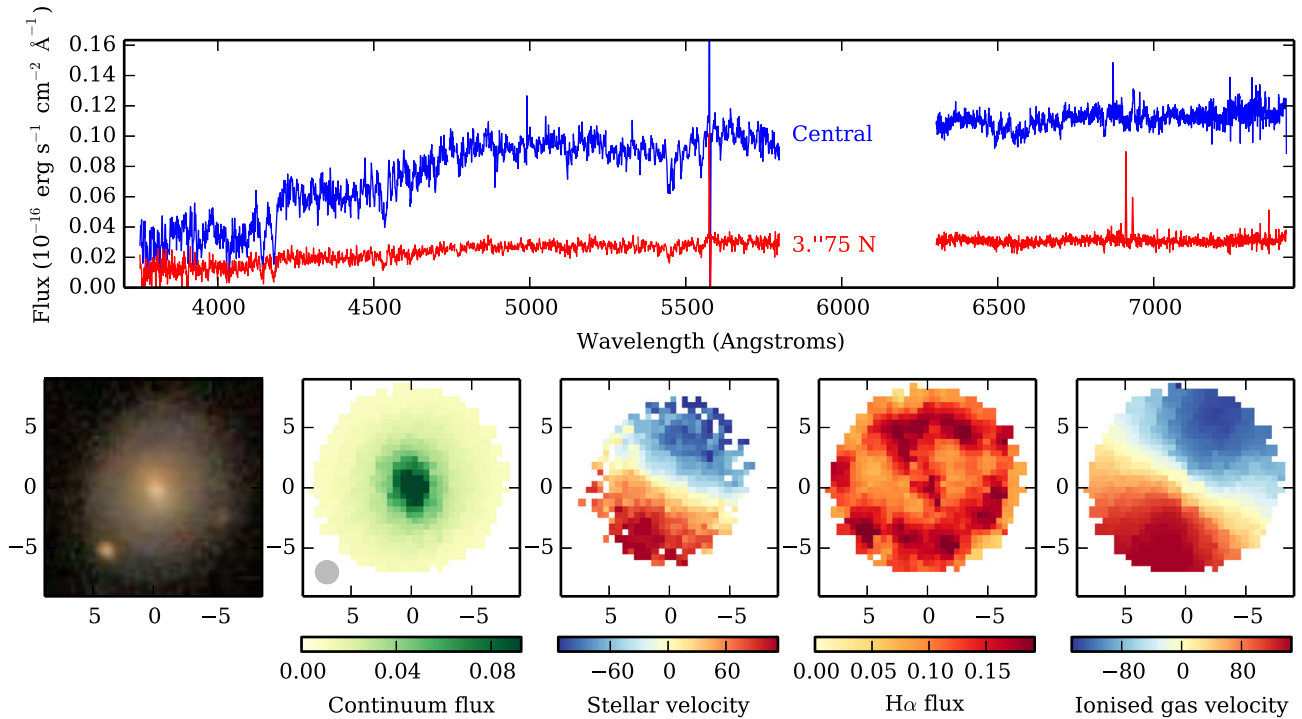 Flux (10⁻¹⁶ erg s⁻¹ cm⁻² Å⁻¹)
0.16
0.14
0.12
0.10
0.08
0.06
0.04
0.02
0.00
Central
3.''75 N
4000 4500 5000 5500 6000 6500 7000
Wavelength (Angstroms)
5 0 −5
5 0 −5
5 0 −5
5 0 −5
5 0 −5
5 0 −5
5 0 −5
5 0 −5
5 0 −5
5 0 −5
0.00 0.04 0.08
Continuum flux
−60 0 60
Stellar velocity
0.00 0.05 0.10 0.15
Hα flux
−80 0 80
Ionised gas velocity